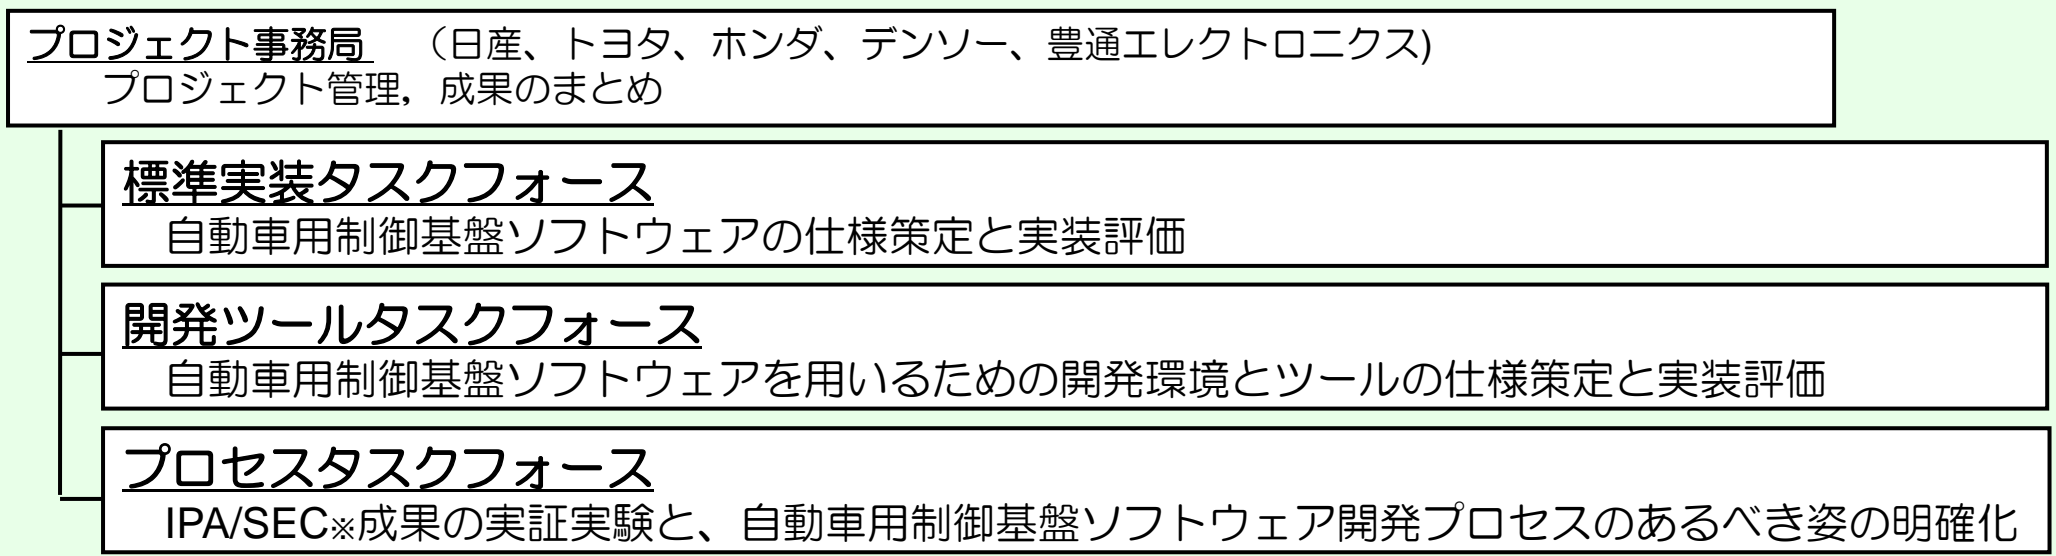 プロジェクト事務局　（日産、トヨタ、ホンダ、デンソー、豊通エレクトロニクス)
プロジェクト管理，成果のまとめ
標準実装タスクフォース
自動車用制御基盤ソフトウェアの仕様策定と実装評価
開発ツールタスクフォース
自動車用制御基盤ソフトウェアを用いるための開発環境とツールの仕様策定と実装評価
プロセスタスクフォース
IPA/SEC※成果の実証実験と、自動車用制御基盤ソフトウェア開発プロセスのあるべき姿の明確化